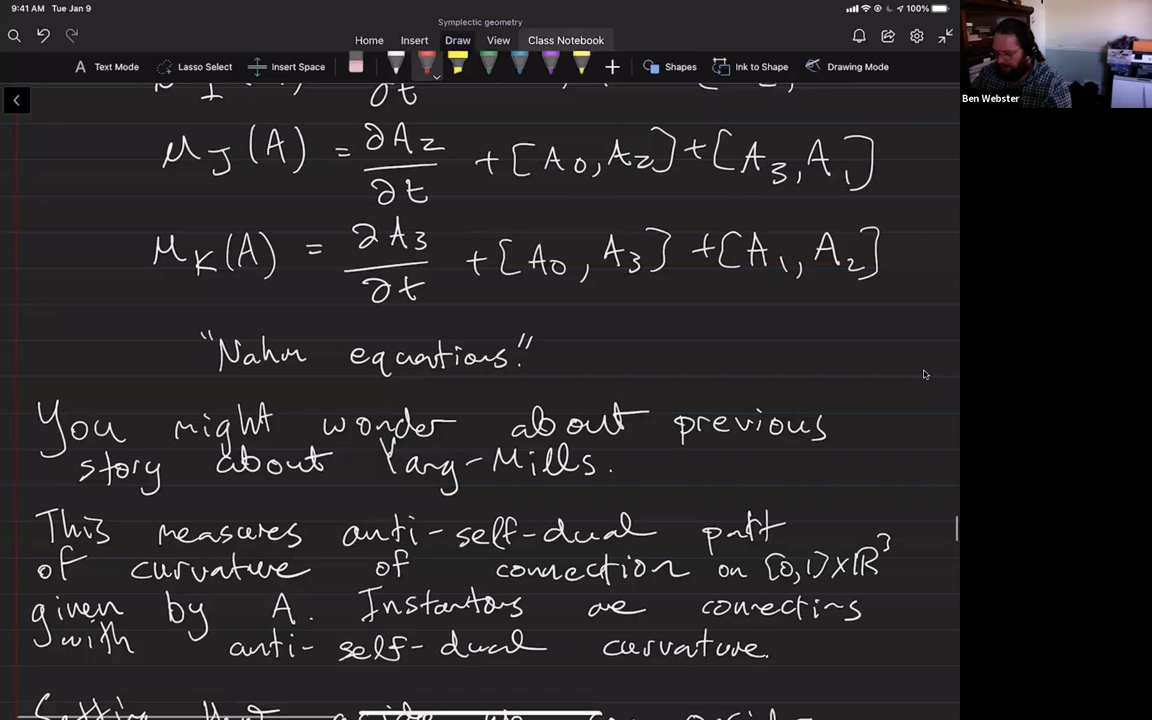 9:41 AM Tue Jan 9
100%
Symplectic geometry
Home Insert Draw View Class Notebook
Text Mode Lasso Select Insert Space Shapes Ink to Shape Drawing Mode
Ben Webster
∂t
μ_J(A) = ∂A₂/∂t + [A₀, A₂] + [A₃, A₁]
μ_K(A) = ∂A₃/∂t + [A₀, A₃] + [A₁, A₂]
"Nahm equations."
You might wonder about previous
story about Yang-Mills.
This measures anti-self-dual part
of curvature of connection on [0,1]×ℝ³
given by A. Instantons are connections
with anti-self-dual curvature.